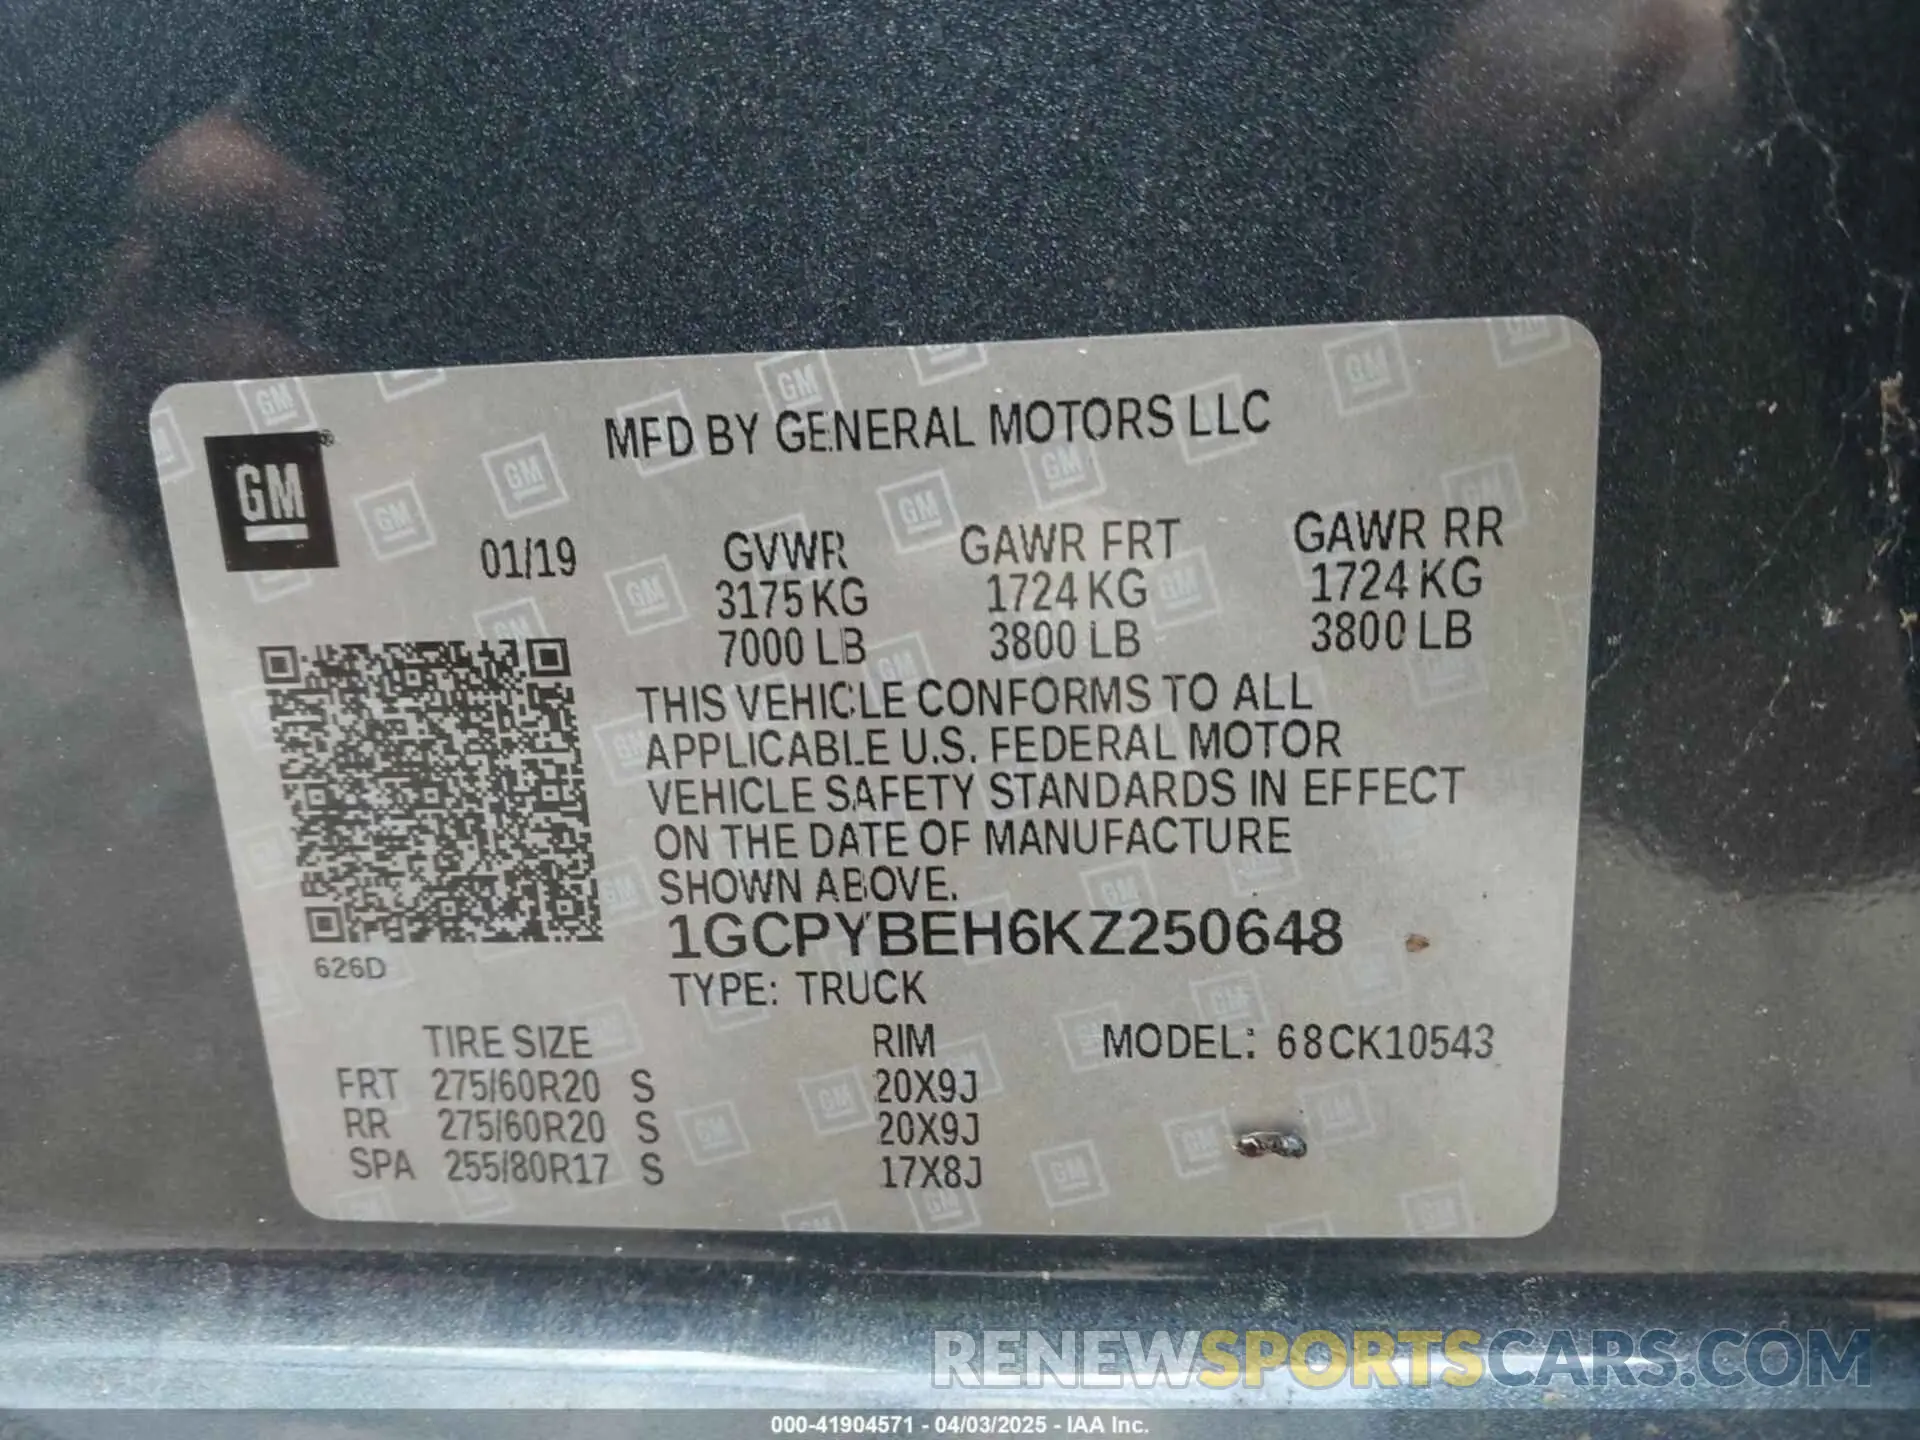 MFD BY GENERAL MOTORS LLC
GM®
01/19
GVWR GAWR FRT GAWR RR
3175 KG 1724 KG 1724 KG
7000 LB 3800 LB 3800 LB
THIS VEHICLE CONFORMS TO ALL
APPLICABLE U.S. FEDERAL MOTOR
VEHICLE SAFETY STANDARDS IN EFFECT
ON THE DATE OF MANUFACTURE
SHOWN ABOVE.
1GCPYBEH6KZ250648
626D
TYPE: TRUCK
TIRE SIZE RIM MODEL: 68CK10543
FRT 275/60R20 S 20X9J
RR 275/60R20 S 20X9J
SPA 255/80R17 S 17X8J
RENEWSPORTSCARS.COM
000-41904571 - 04/03/2025 - IAA Inc.